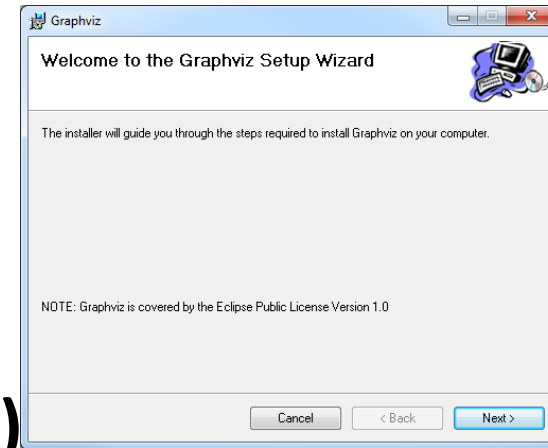 Graphviz
Welcome to the Graphviz Setup Wizard
The installer will guide you through the steps required to install Graphviz on your computer.
NOTE: Graphviz is covered by the Eclipse Public License Version 1.0
)
Cancel
< Back
Next >